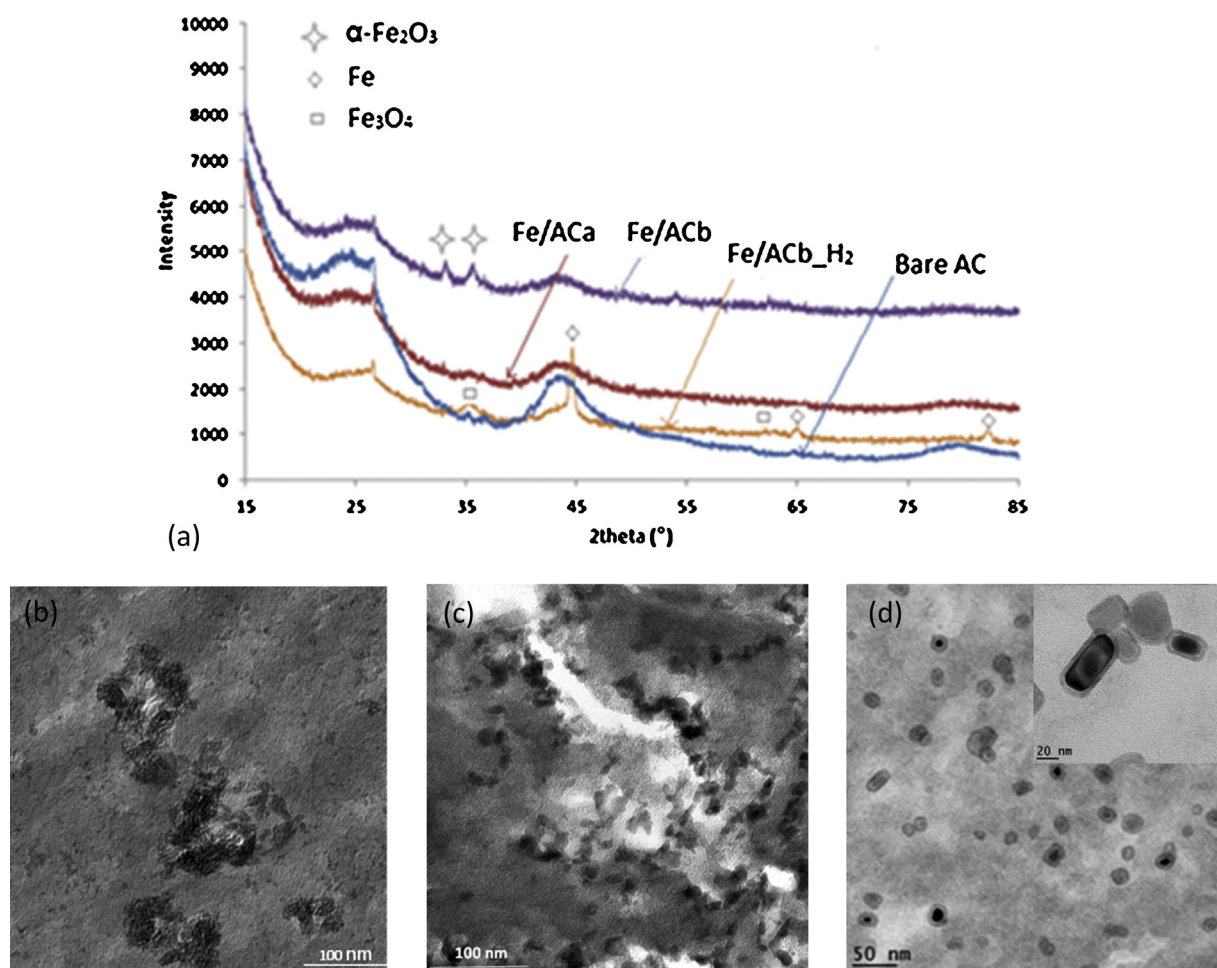 10000
9000
8000
7000
6000
5000
4000
3000
2000
1000
0
Intensity
α-Fe₂O₃
Fe
Fe₃O₄
Fe/ACa
Fe/ACb
Fe/ACb_H₂
Bare AC
15 25 35 45 55 65 75 85
2theta (°)
(a)
(b)
100 nm
(c)
100 nm
(d)
20 nm
50 nm